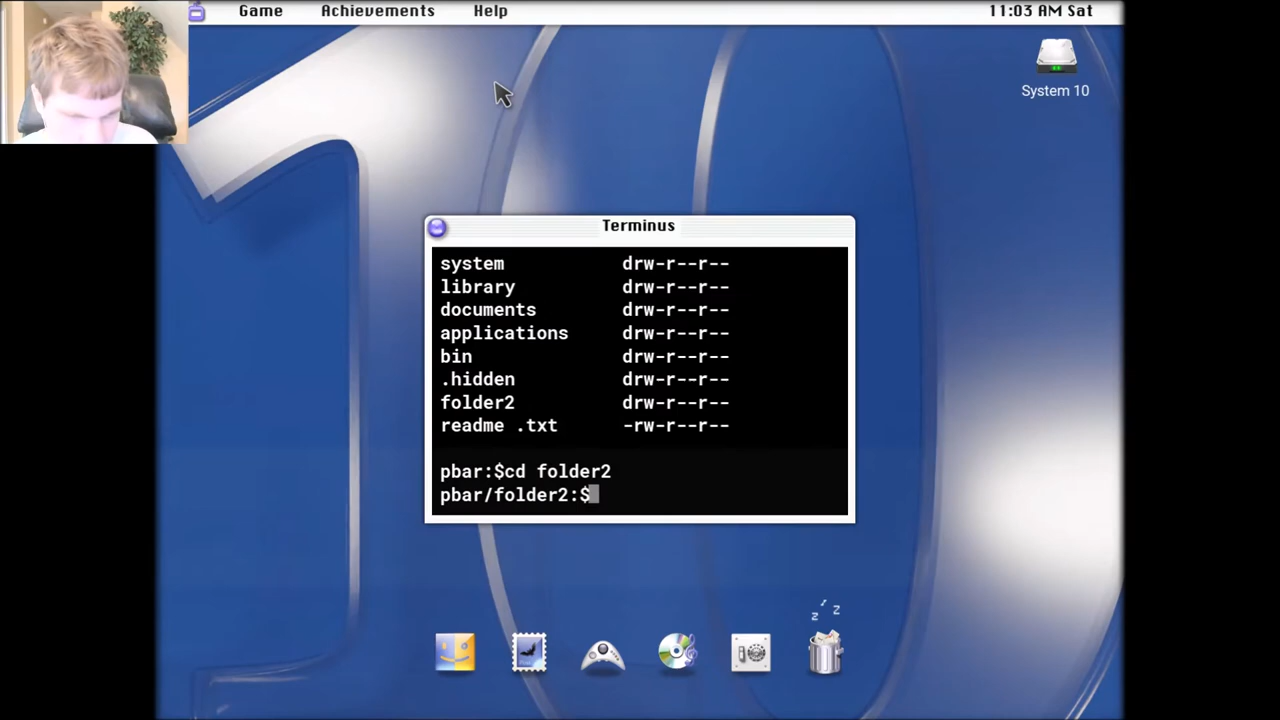 Game Achievements Help 11:03 AM Sat
System 10
Terminus
system drw-r--r--
library drw-r--r--
documents drw-r--r--
applications drw-r--r--
bin drw-r--r--
.hidden drw-r--r--
folder2 drw-r--r--
readme .txt -rw-r--r--
pbar:$cd folder2
pbar/folder2:$
z z z